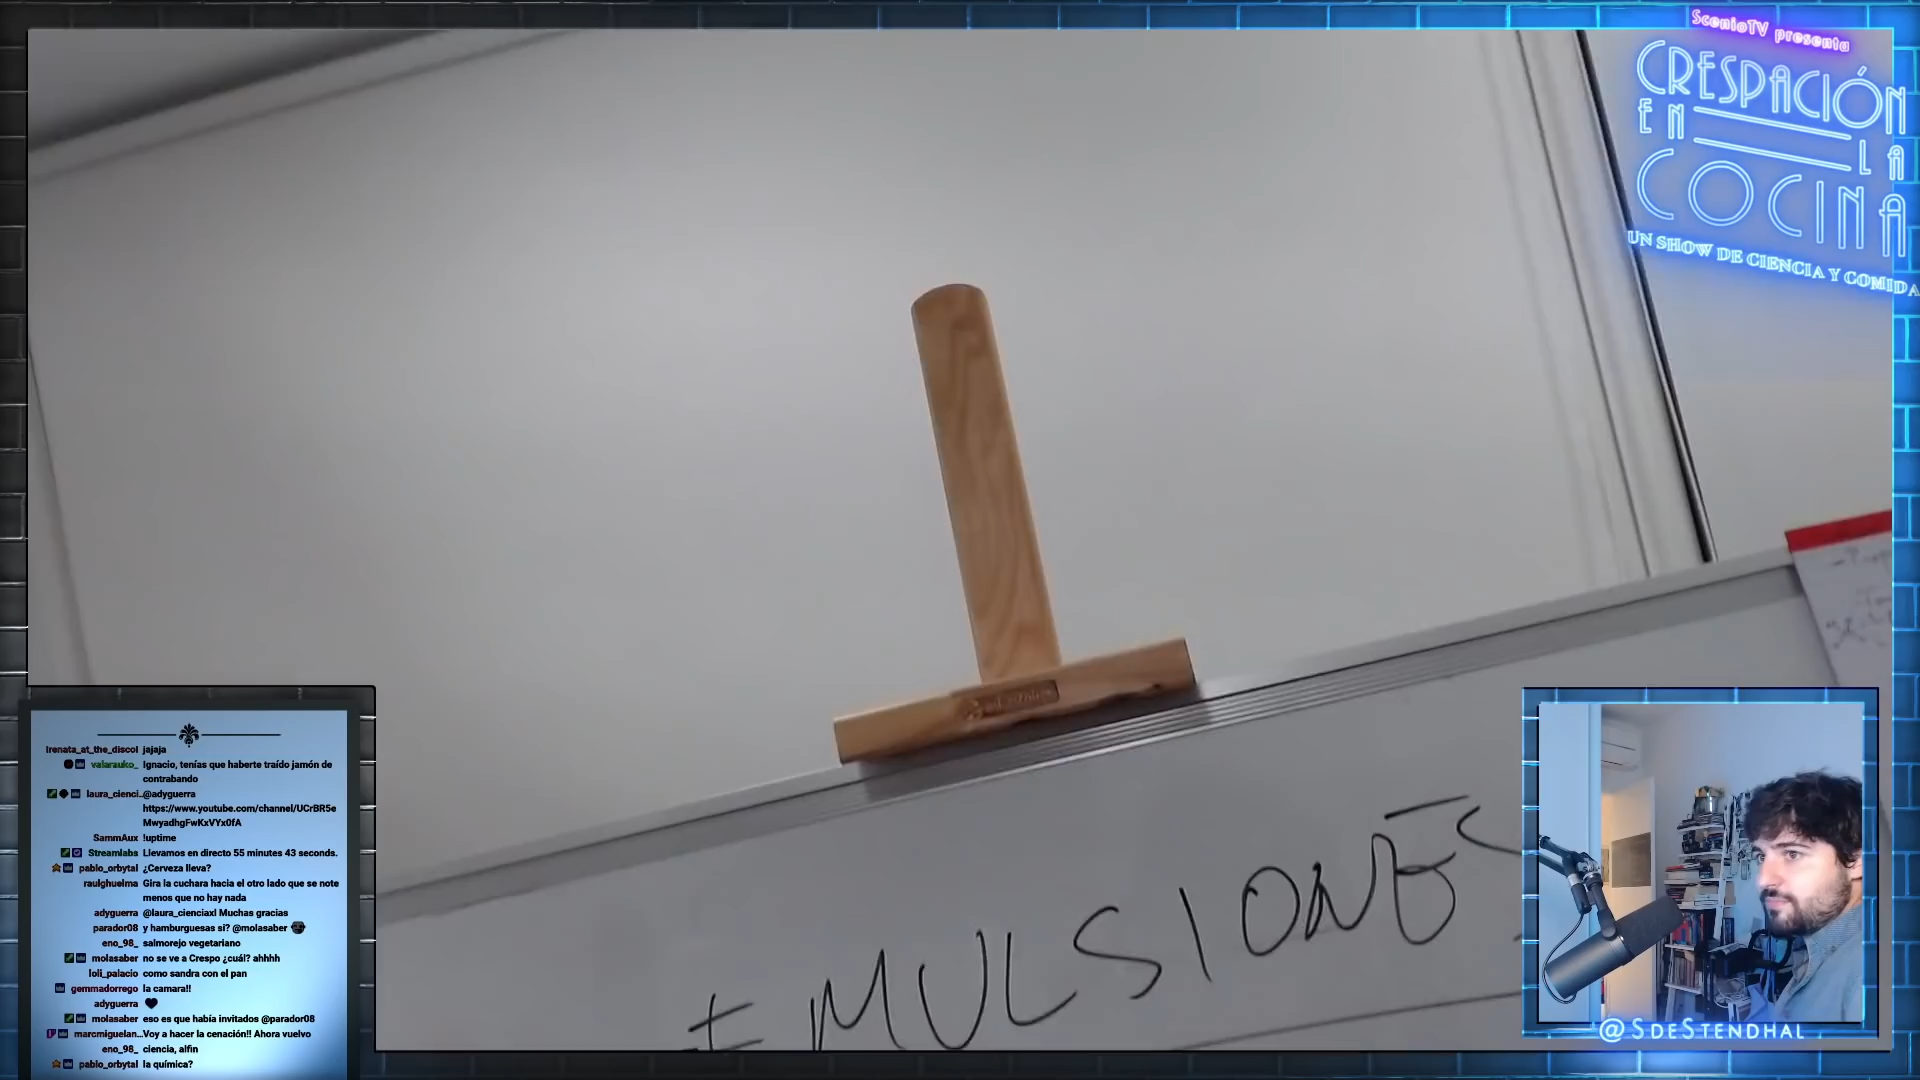 ScenioTV presenta
CRESPACIÓN
EN LA
COCINA
UN SHOW DE CIENCIA Y COMIDA
EMULSIONES
!renata_at_the_discol jajaja
valarauko_ Ignacio, tenías que haberte traído jamón de
contrabando
laura_cienci.. @adyguerra
https://www.youtube.com/channel/UCrBR5e
MwyadhgFwKxVYx0fA
SammAux !uptime
Streamlabs Llevamos en directo 55 minutes 43 seconds.
pablo_orbytal ¿Cerveza lleva?
raulghuelma Gira la cuchara hacia el otro lado que se note
menos que no hay nada
adyguerra @laura_cienciaxl Muchas gracias
parador08 y hamburguesas si? @molasaber
eno_98_ salmorejo vegetariano
molasaber no se ve a Crespo ¿cuál? ahhhh
loli_palacio como sandra con el pan
gemmadorrego la camara!!
adyguerra
molasaber eso es que había invitados @parador08
marcmiguelan.. Voy a hacer la cenación!! Ahora vuelvo
eno_98_ ciencia, alfin
pablo_orbytal la química?
@SDESTENDHAL